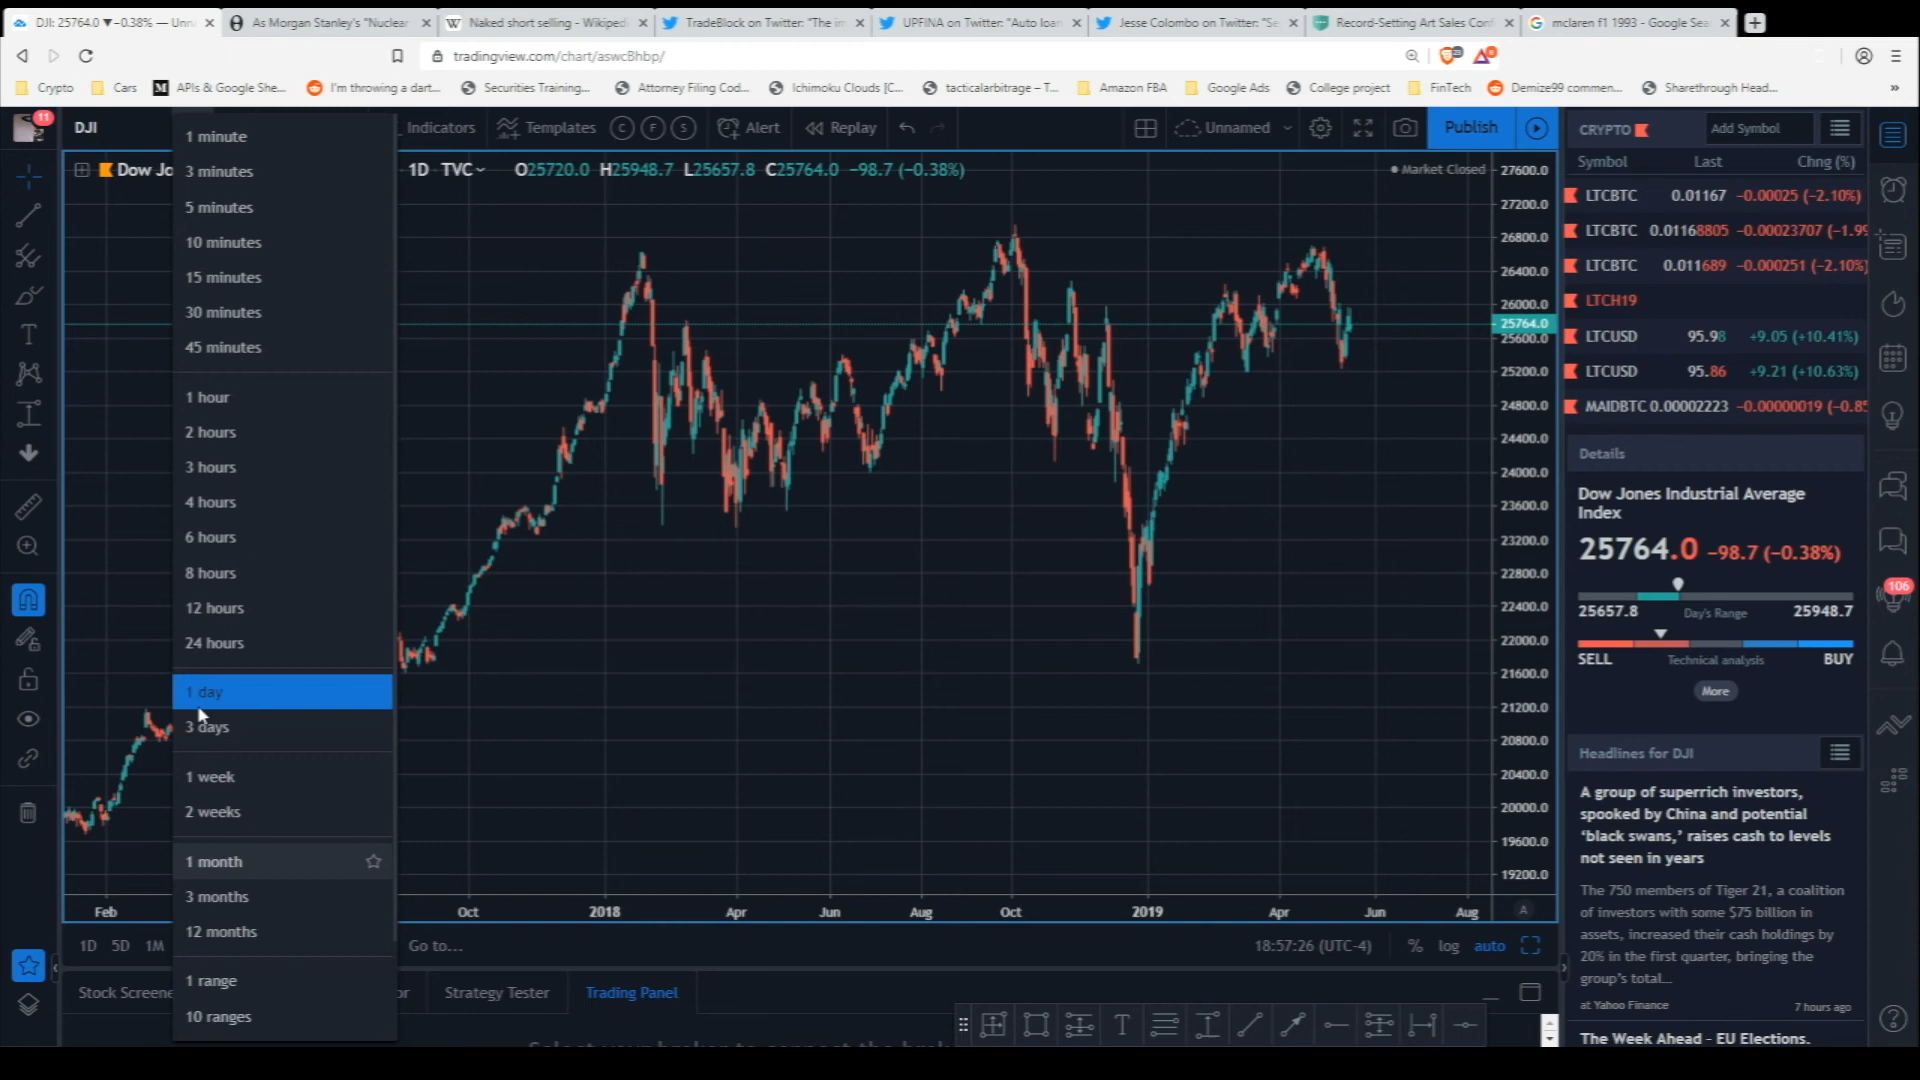 DJI: 25764.0 ▼−0.38% — Unn
As Morgan Stanley's "Nuclear
Naked short selling - Wikiped
TradeBlock on Twitter: "The im
UPFINA on Twitter: "Auto loan
Jesse Colombo on Twitter: "Se
Record-Setting Art Sales Conf
mclaren f1 1993 - Google Sea
tradingview.com/chart/aswcBhbp/
Crypto
Cars
APIs & Google She...
I'm throwing a dart...
Securities Training...
Attorney Filing Cod...
Ichimoku Clouds [C...
tacticalarbitrage – T...
Amazon FBA
Google Ads
College project
FinTech
Demize99 commen...
Sharethrough Head...
11
DJI
Indicators
Templates
C
F
S
Alert
Replay
Unnamed
Publish
Dow Jo
1D TVC
O25720.0 H25948.7 L25657.8 C25764.0 −98.7 (−0.38%)
Market Closed
1 minute
3 minutes
5 minutes
10 minutes
15 minutes
30 minutes
45 minutes
1 hour
2 hours
3 hours
4 hours
6 hours
8 hours
12 hours
24 hours
1 day
3 days
1 week
2 weeks
1 month
3 months
12 months
1 range
10 ranges
27600.0
27200.0
26800.0
26400.0
26000.0
25764.0
25600.0
25200.0
24800.0
24400.0
24000.0
23600.0
23200.0
22800.0
22400.0
22000.0
21600.0
21200.0
20800.0
20400.0
20000.0
19600.0
19200.0
Feb
Oct
2018
Apr
Jun
Aug
Oct
2019
Apr
Jun
Aug
A
1D 5D 1M
Go to...
18:57:26 (UTC-4)
% log auto
Stock Screene
or
Strategy Tester
Trading Panel
CRYPTO
Add Symbol
Symbol Last Chng (%)
LTCBTC 0.01167 −0.00025 (−2.10%)
LTCBTC 0.01168805 −0.00023707 (−1.99
LTCBTC 0.011689 −0.000251 (−2.10%)
LTCH19
LTCUSD 95.98 +9.05 (+10.41%)
LTCUSD 95.86 +9.21 (+10.63%)
MAIDBTC 0.00002223 −0.00000019 (−0.85
Details
Dow Jones Industrial Average
Index
25764.0 −98.7 (−0.38%)
25657.8 Day's Range 25948.7
SELL Technical analysis BUY
More
106
Headlines for DJI
A group of superrich investors,
spooked by China and potential
'black swans,' raises cash to levels
not seen in years
The 750 members of Tiger 21, a coalition
of investors with some $75 billion in
assets, increased their cash holdings by
20% in the first quarter, bringing the
group's total...
at Yahoo Finance 7 hours ago
The Week Ahead – EU Elections,